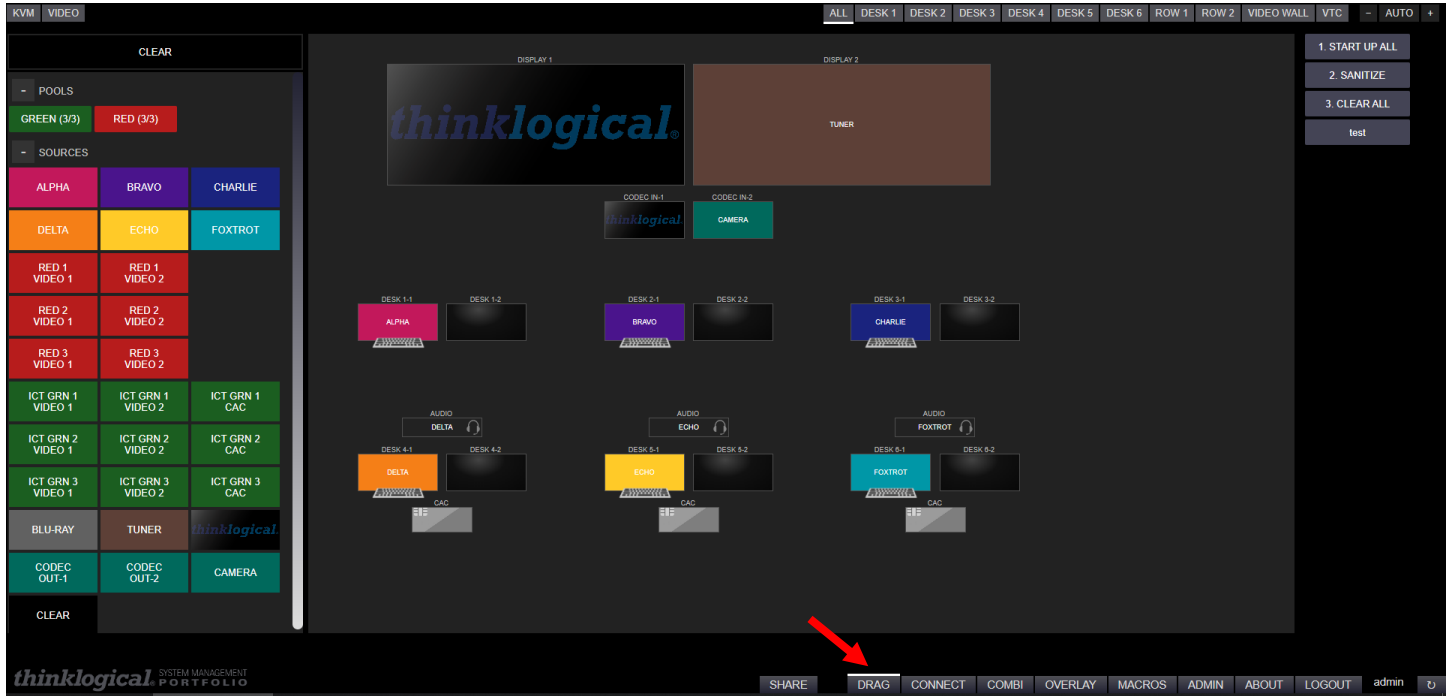 KVM VIDEO ALL DESK 1 DESK 2 DESK 3 DESK 4 DESK 5 DESK 6 ROW 1 ROW 2 VIDEO WALL VTC - AUTO +
CLEAR
- POOLS
GREEN (3/3) RED (3/3)
- SOURCES
ALPHA BRAVO CHARLIE
DELTA ECHO FOXTROT
RED 1 RED 1
VIDEO 1 VIDEO 2
RED 2 RED 2
VIDEO 1 VIDEO 2
RED 3 RED 3
VIDEO 1 VIDEO 2
ICT GRN 1 ICT GRN 1 ICT GRN 1
VIDEO 1 VIDEO 2 CAC
ICT GRN 2 ICT GRN 2 ICT GRN 2
VIDEO 1 VIDEO 2 CAC
ICT GRN 3 ICT GRN 3 ICT GRN 3
VIDEO 1 VIDEO 2 CAC
BLU-RAY TUNER thinklogical.
CODEC CODEC CAMERA
OUT-1 OUT-2
CLEAR
DISPLAY 1 DISPLAY 2
thinklogical® TUNER
CODEC IN-1 CODEC IN-2
thinklogical. CAMERA
DESK 1-1 DESK 1-2 DESK 2-1 DESK 2-2 DESK 3-1 DESK 3-2
ALPHA BRAVO CHARLIE
AUDIO AUDIO AUDIO
DELTA ECHO FOXTROT
DESK 4-1 DESK 4-2 DESK 5-1 DESK 5-2 DESK 6-1 DESK 6-2
DELTA ECHO FOXTROT
CAC CAC CAC
1. START UP ALL
2. SANITIZE
3. CLEAR ALL
test
thinklogical® SYSTEM MANAGEMENT
PORTFOLIO
SHARE DRAG CONNECT COMBI OVERLAY MACROS ADMIN ABOUT LOGOUT admin ↻